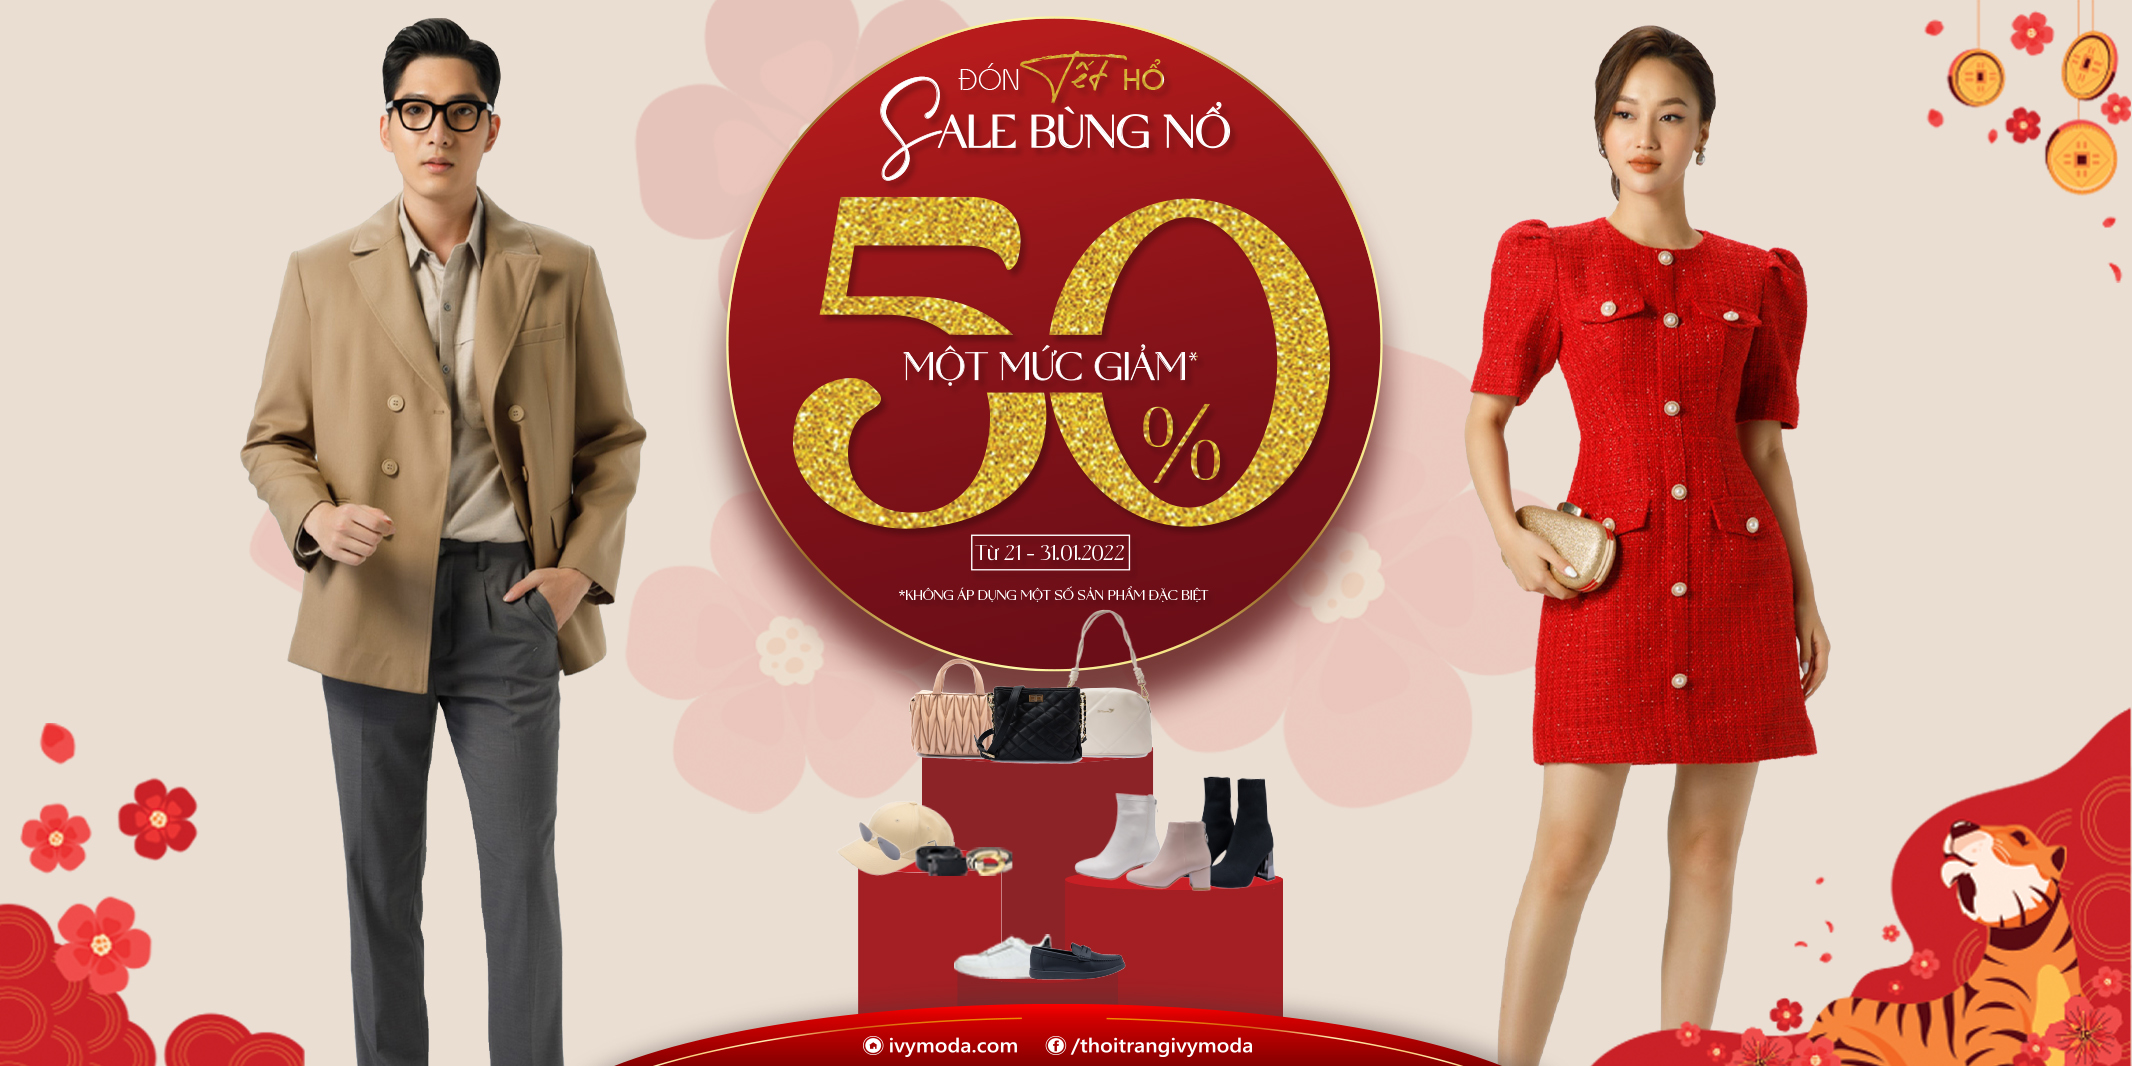 ĐÓN Tết HỔ
SALE BÙNG NỔ
50%
MỘT MỨC GIẢM*
Từ 21 - 31.01.2022
*KHÔNG ÁP DỤNG MỘT SỐ SẢN PHẨM ĐẶC BIỆT
ivymoda.com /thoitrangivymoda